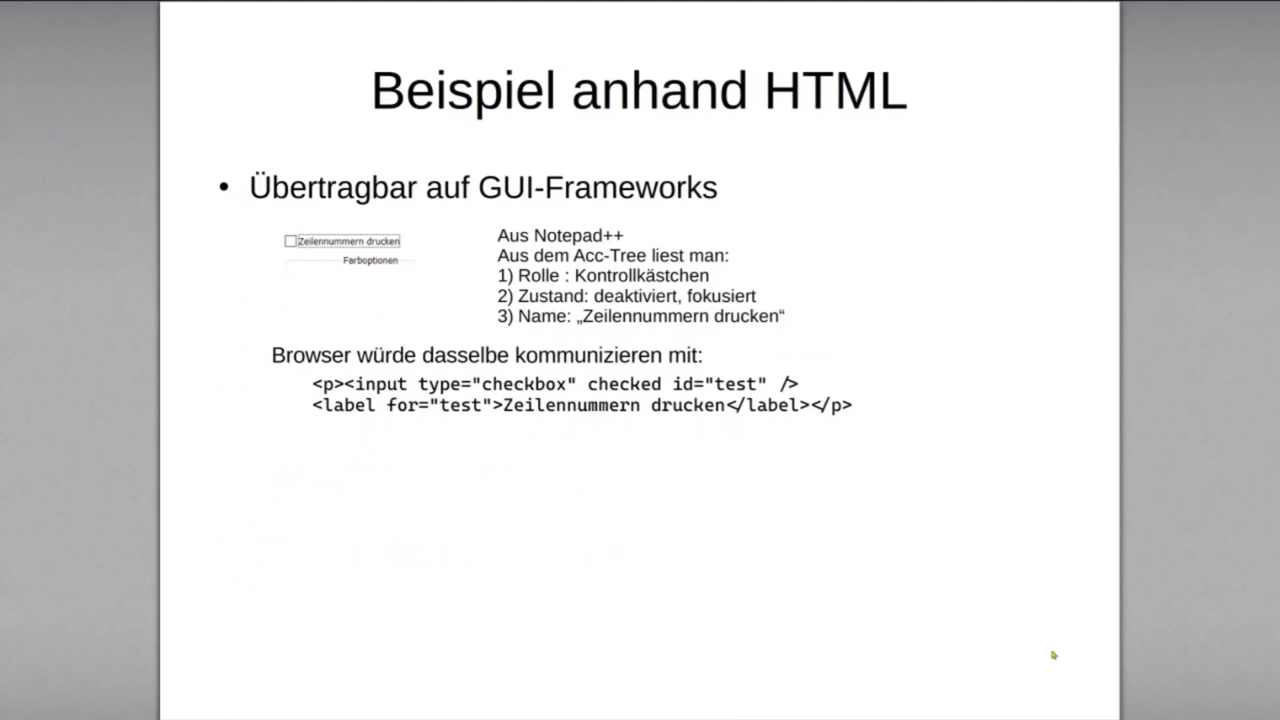 Beispiel anhand HTML
• Übertragbar auf GUI-Frameworks
Zeilennummern drucken
Farboptionen
Aus Notepad++
Aus dem Acc-Tree liest man:
1) Rolle : Kontrollkästchen
2) Zustand: deaktiviert, fokusiert
3) Name: „Zeilennummern drucken“
Browser würde dasselbe kommunizieren mit:
<p><input type="checkbox" checked id="test" />
<label for="test">Zeilennummern drucken</label></p>